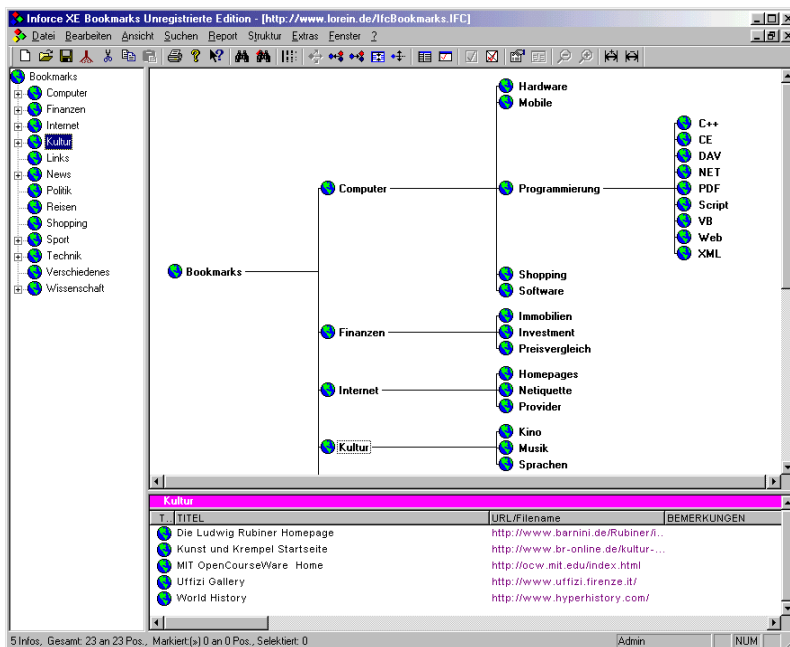 Inforce XE Bookmarks Unregistrierte Edition - [http://www.lorein.de/IfcBookmarks.IFC]
Datei Bearbeiten Ansicht Suchen Report Struktur Extras Fenster ?
Bookmarks
Computer
Finanzen
Internet
Kultur
Links
News
Politik
Reisen
Shopping
Sport
Technik
Verschiedenes
Wissenschaft
Bookmarks
Computer
Hardware
Mobile
Programmierung
C++
CE
DAV
NET
PDF
Script
VB
Web
XML
Shopping
Software
Finanzen
Immobilien
Investment
Preisvergleich
Internet
Homepages
Netiquette
Provider
Kultur
Kino
Musik
Sprachen
Kultur
T.. TITEL URL/Filename BEMERKUNGEN
Die Ludwig Rubiner Homepage http://www.barnini.de/Rubiner/i..
Kunst und Krempel Startseite http://www.br-online.de/kultur-...
MIT OpenCourseWare Home http://ocw.mit.edu/index.html
Uffizi Gallery http://www.uffizi.firenze.it/
World History http://www.hyperhistory.com/
5 Infos, Gesamt: 23 an 23 Pos., Markiert:(») 0 an 0 Pos., Selektiert: 0 Admin NUM